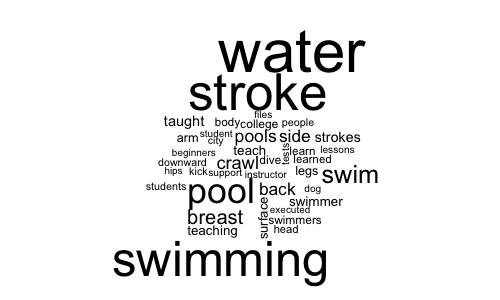 water
stroke
files
taught body college people
arm student city pools side strokes
beginners teach tests learn lessons
downward crawl dive learned
hips kick support instructor legs swim
students pool back dog
surface swimmer
breast executed
swimmers
teaching head
swimming